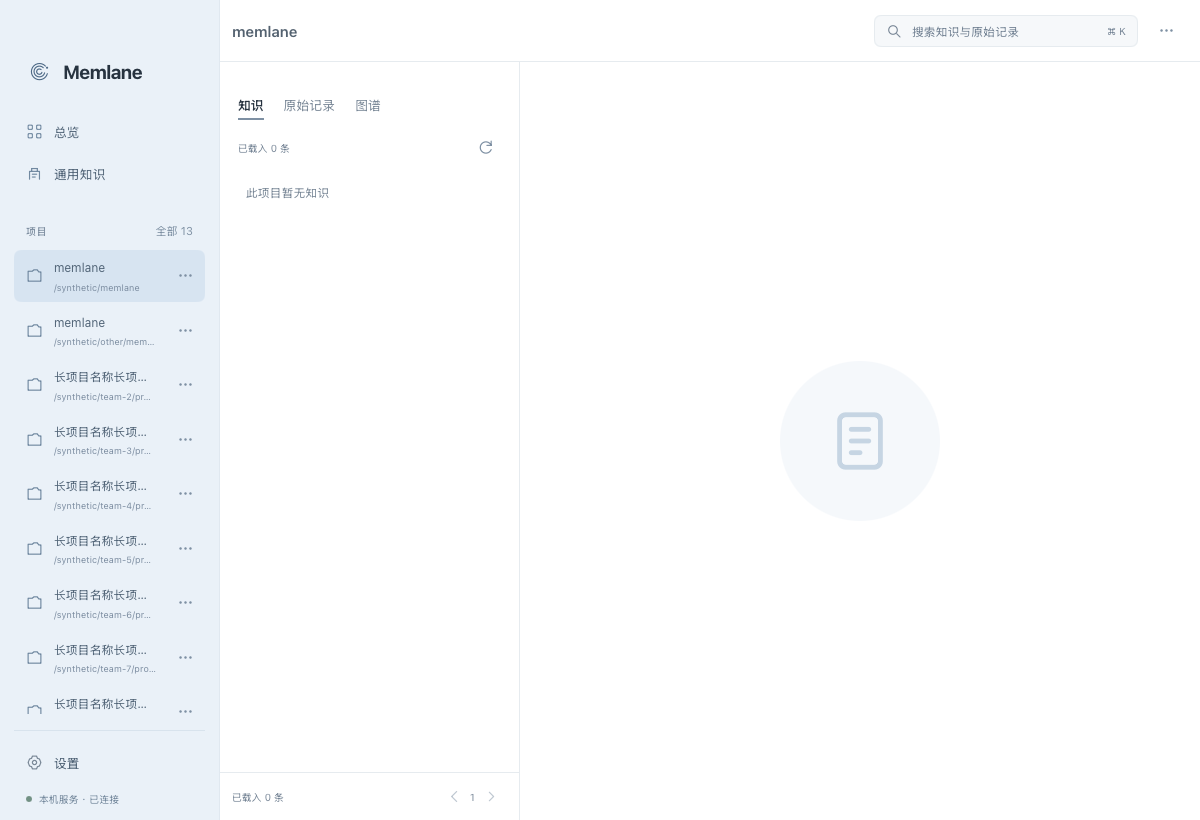 Memlane
总览
通用知识
项目 全部 13
memlane
/synthetic/memlane
memlane
/synthetic/other/mem...
长项目名称长项...
/synthetic/team-2/pr...
长项目名称长项...
/synthetic/team-3/pr...
长项目名称长项...
/synthetic/team-4/pr...
长项目名称长项...
/synthetic/team-5/pr...
长项目名称长项...
/synthetic/team-6/pr...
长项目名称长项...
/synthetic/team-7/pro...
长项目名称长项...
设置
本机服务 · 已连接
memlane
搜索知识与原始记录 ⌘ K
知识 原始记录 图谱
已载入 0 条
此项目暂无知识
已载入 0 条 1